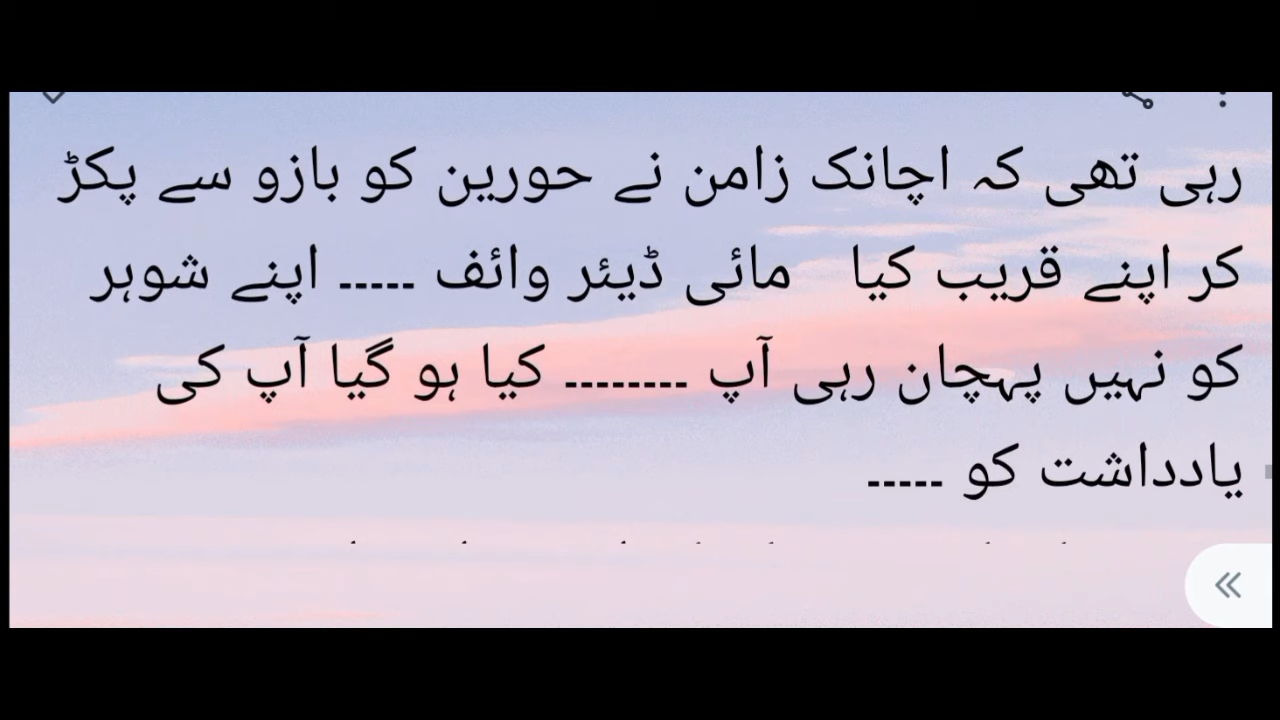 رہی تھی کہ اچانک زامن نے حورین کو بازو سے پکڑ
کر اپنے قریب کیا   مائی ڈیئر وائف ----- اپنے شوہر
کو نہیں پہچان رہی آپ -------- کیا ہو گیا آپ کی
یادداشت کو -----